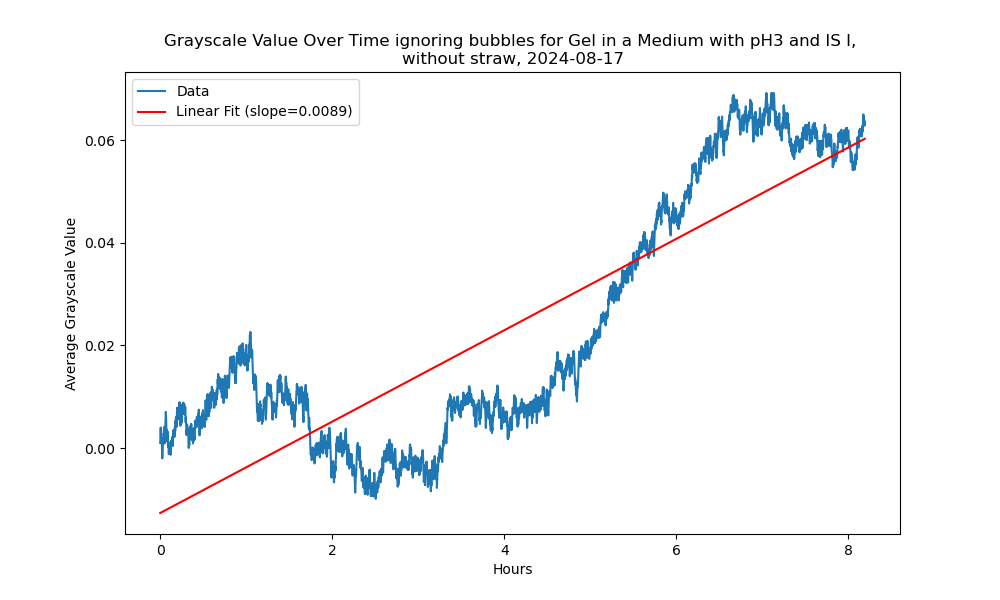 Grayscale Value Over Time ignoring bubbles for Gel in a Medium with pH3 and IS I,
without straw, 2024-08-17
Data
Linear Fit (slope=0.0089)
Average Grayscale Value
0.06
0.04
0.02
0.00
0
2
4
6
8
Hours